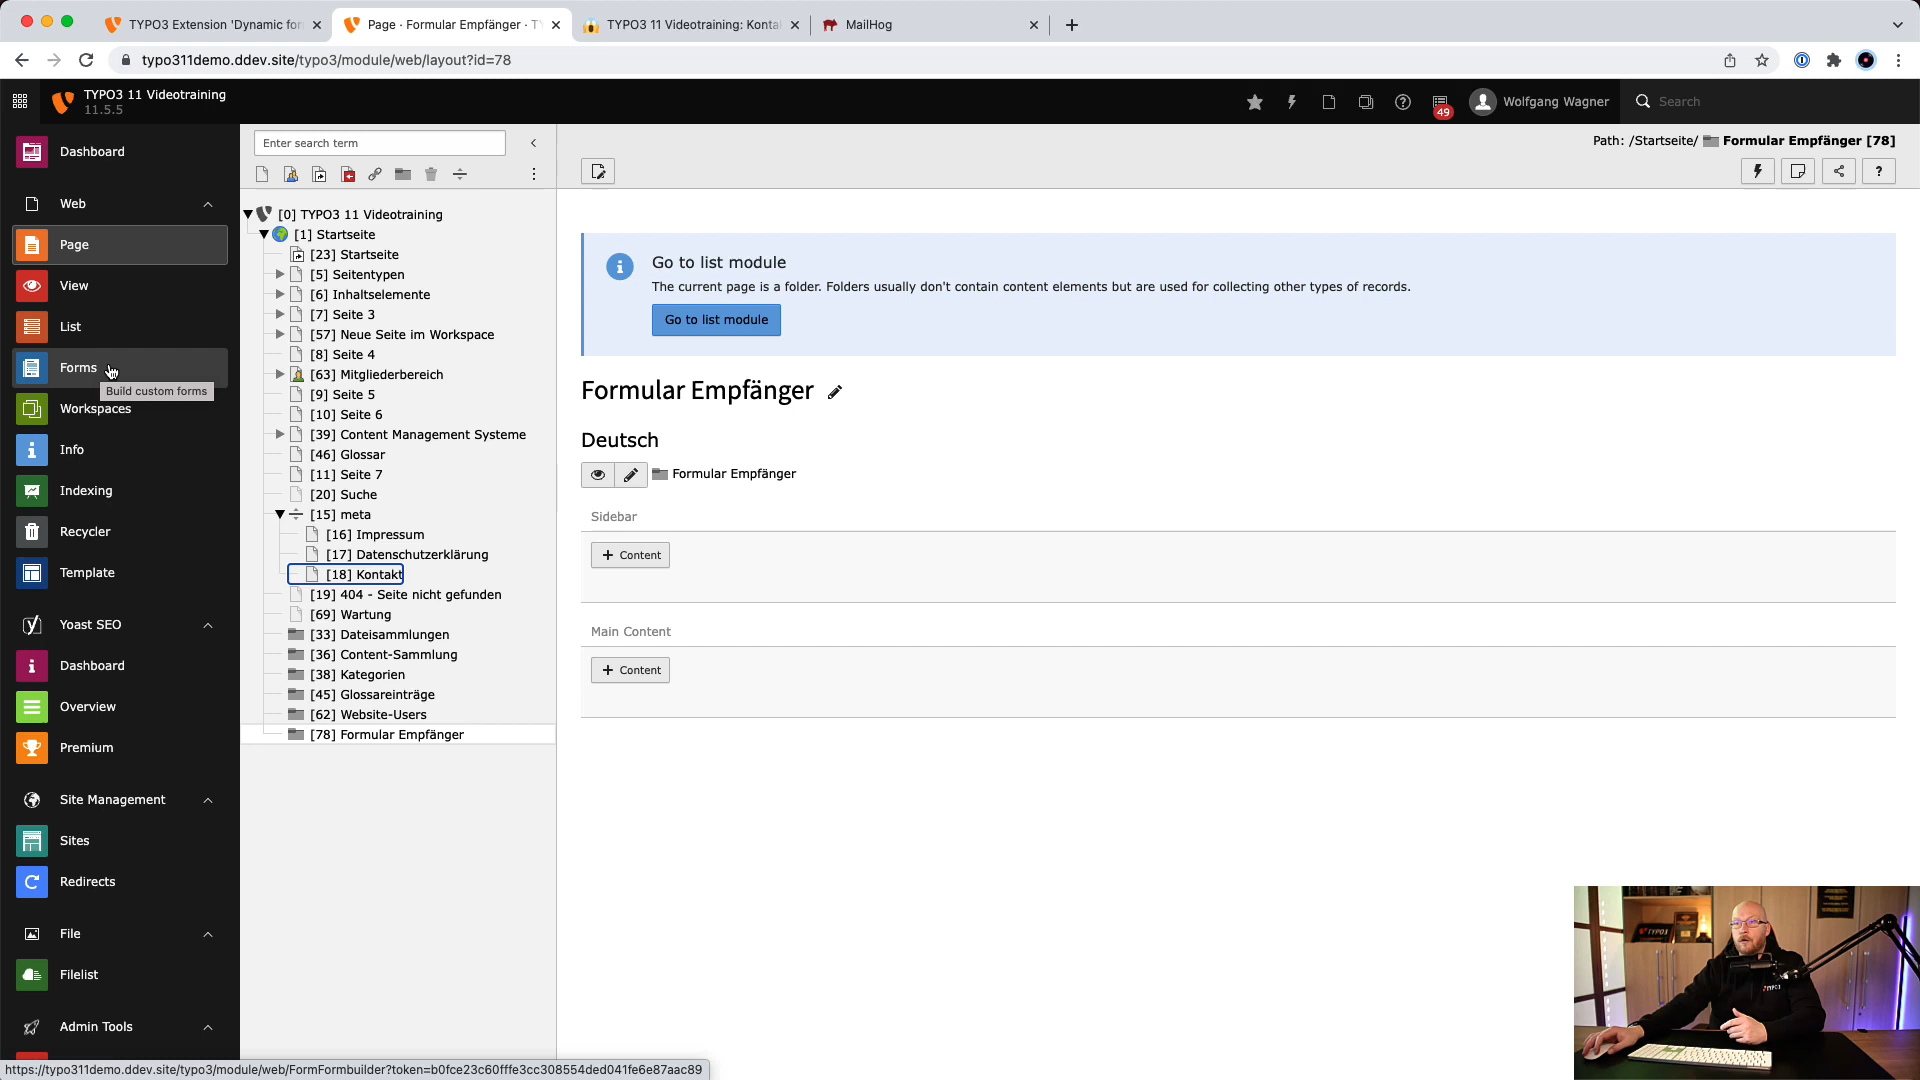 TYPO3 Extension 'Dynamic for
Page · Formular Empfänger · TY
TYPO3 11 Videotraining: Konta
MailHog
typo311demo.ddev.site/typo3/module/web/layout?id=78
TYPO3 11 Videotraining
11.5.5
49
Wolfgang Wagner
Search
Dashboard
Web
Page
View
List
Forms
Build custom forms
Workspaces
Info
Indexing
Recycler
Template
Yoast SEO
Dashboard
Overview
Premium
Site Management
Sites
Redirects
File
Filelist
Admin Tools
Enter search term
[0] TYPO3 11 Videotraining
[1] Startseite
[23] Startseite
[5] Seitentypen
[6] Inhaltselemente
[7] Seite 3
[57] Neue Seite im Workspace
[8] Seite 4
[63] Mitgliederbereich
[9] Seite 5
[10] Seite 6
[39] Content Management Systeme
[46] Glossar
[11] Seite 7
[20] Suche
[15] meta
[16] Impressum
[17] Datenschutzerklärung
[18] Kontakt
[19] 404 - Seite nicht gefunden
[69] Wartung
[33] Dateisammlungen
[36] Content-Sammlung
[38] Kategorien
[45] Glossareinträge
[62] Website-Users
[78] Formular Empfänger
Path: /Startseite/ Formular Empfänger [78]
Go to list module
The current page is a folder. Folders usually don't contain content elements but are used for collecting other types of records.
Go to list module
Formular Empfänger
Deutsch
Formular Empfänger
Sidebar
+ Content
Main Content
+ Content
TYPO3
TYPO3
https://typo311demo.ddev.site/typo3/module/web/FormFormbuilder?token=b0fce23c60fffe3cc308554ded041fe6e87aac89